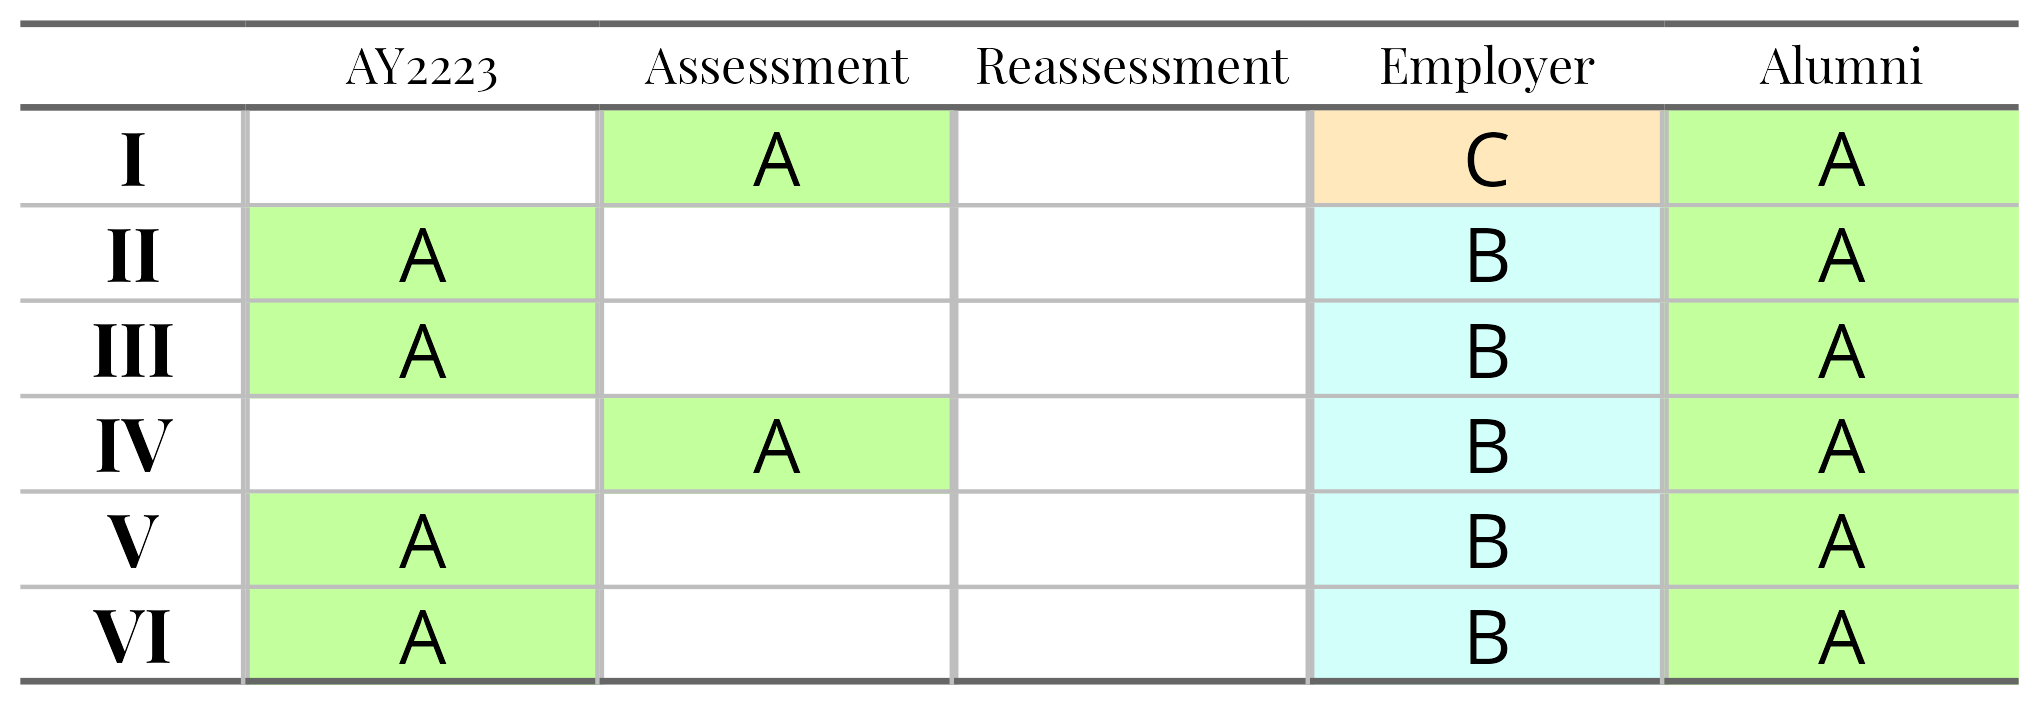 AY2223 Assessment Reassessment Employer Alumni
I A C A
II A B A
III A B A
IV A B A
V A B A
VI A B A